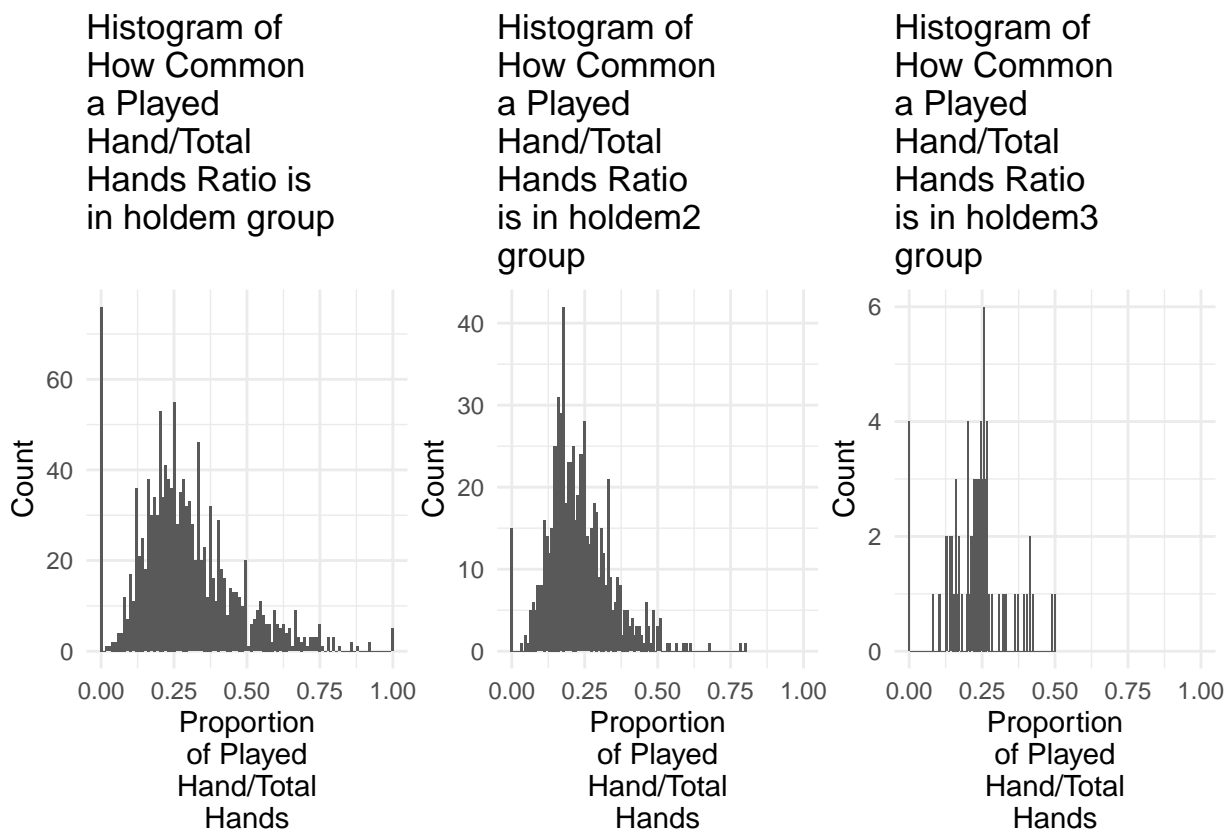 Histogram of
How Common
a Played
Hand/Total
Hands Ratio is
in holdem group
60
40
20
0
Count
0.00 0.25 0.50 0.75 1.00
Proportion
of Played
Hand/Total
Hands
Histogram of
How Common
a Played
Hand/Total
Hands Ratio
is in holdem2
group
40
30
20
10
0
Count
0.00 0.25 0.50 0.75 1.00
Proportion
of Played
Hand/Total
Hands
Histogram of
How Common
a Played
Hand/Total
Hands Ratio
is in holdem3
group
6
4
2
0
Count
0.00 0.25 0.50 0.75 1.00
Proportion
of Played
Hand/Total
Hands